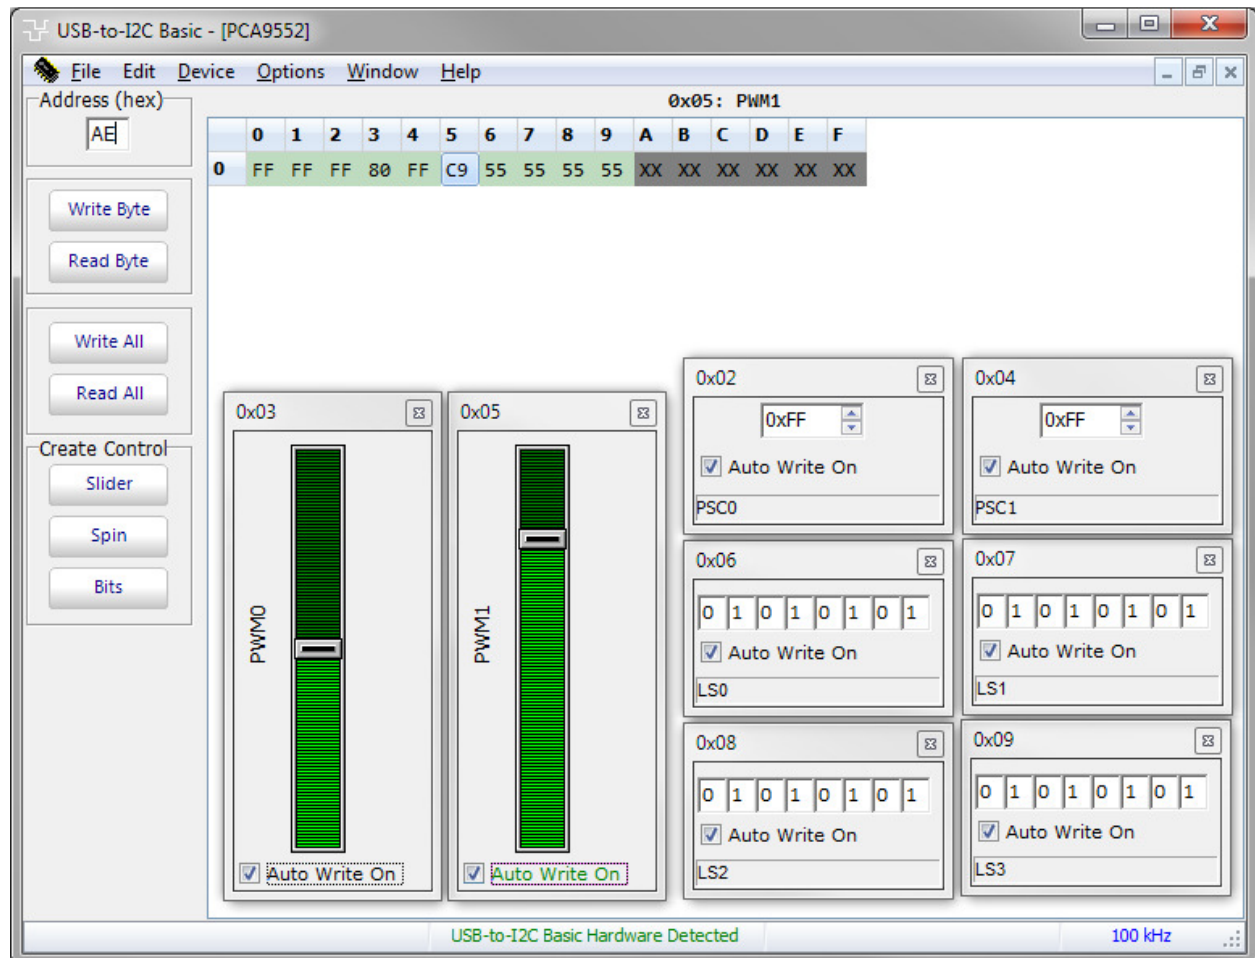 USB-to-I2C Basic - [PCA9552]
File Edit Device Options Window Help
Address (hex)
AE
Write Byte
Read Byte
Write All
Read All
Create Control
Slider
Spin
Bits
0x05: PWM1
0 1 2 3 4 5 6 7 8 9 A B C D E F
0 FF FF FF 80 FF C9 55 55 55 55 XX XX XX XX XX XX
0x03
PWM0
Auto Write On
0x05
PWM1
Auto Write On
0x02
0xFF
Auto Write On
PSC0
0x04
0xFF
Auto Write On
PSC1
0x06
0 1 0 1 0 1 0 1
Auto Write On
LS0
0x07
0 1 0 1 0 1 0 1
Auto Write On
LS1
0x08
0 1 0 1 0 1 0 1
Auto Write On
LS2
0x09
0 1 0 1 0 1 0 1
Auto Write On
LS3
USB-to-I2C Basic Hardware Detected
100 kHz